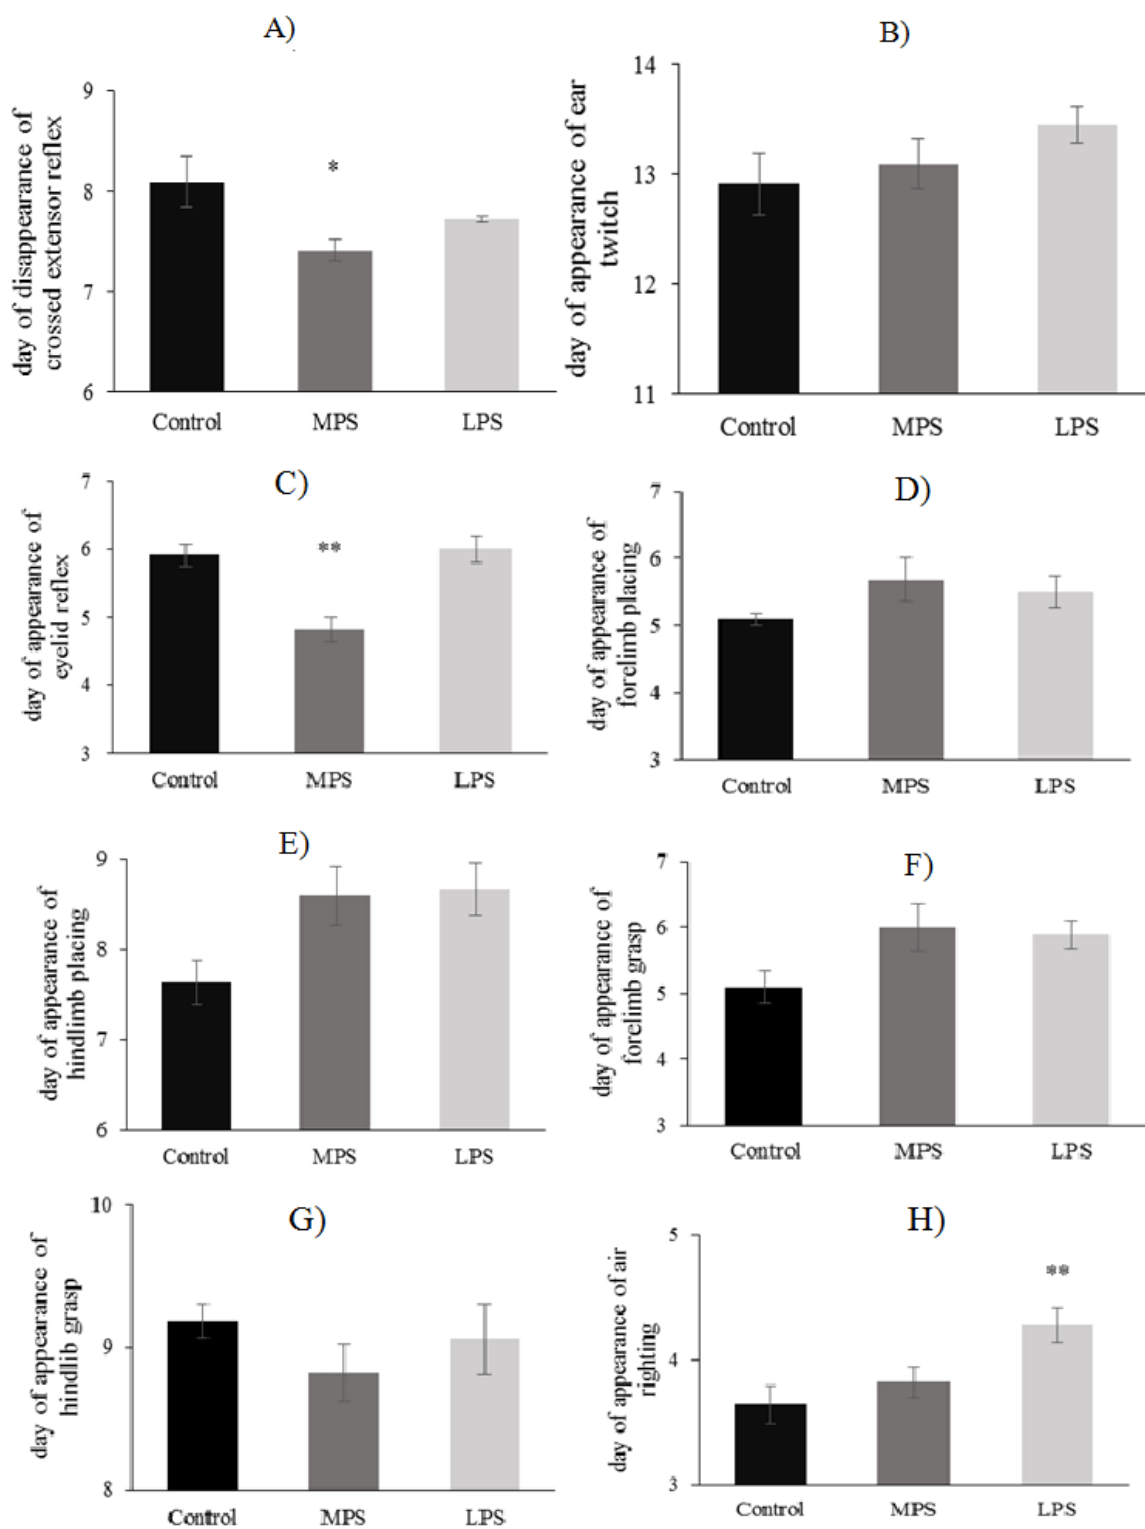 A)
day of disappearance of
crossed extensor reflex
9
8
7
6
*
Control MPS LPS
B)
day of appearance of ear
twitch
14
13
12
11
Control MPS LPS
C)
day of appearance of
eyelid reflex
7
6
5
4
3
**
Control MPS LPS
D)
day of appearance of
forelimb placing
7
6
5
4
3
Control MPS LPS
E)
day of appearance of
hindlimb placing
9
8
7
6
Control MPS LPS
F)
day of appearance of
forelimb grasp
7
6
5
4
3
Control MPS LPS
G)
day of appearance of
hindlib grasp
10
9
8
Control MPS LPS
H)
day of appearance of air
righting
5
4
3
**
Control MPS LPS